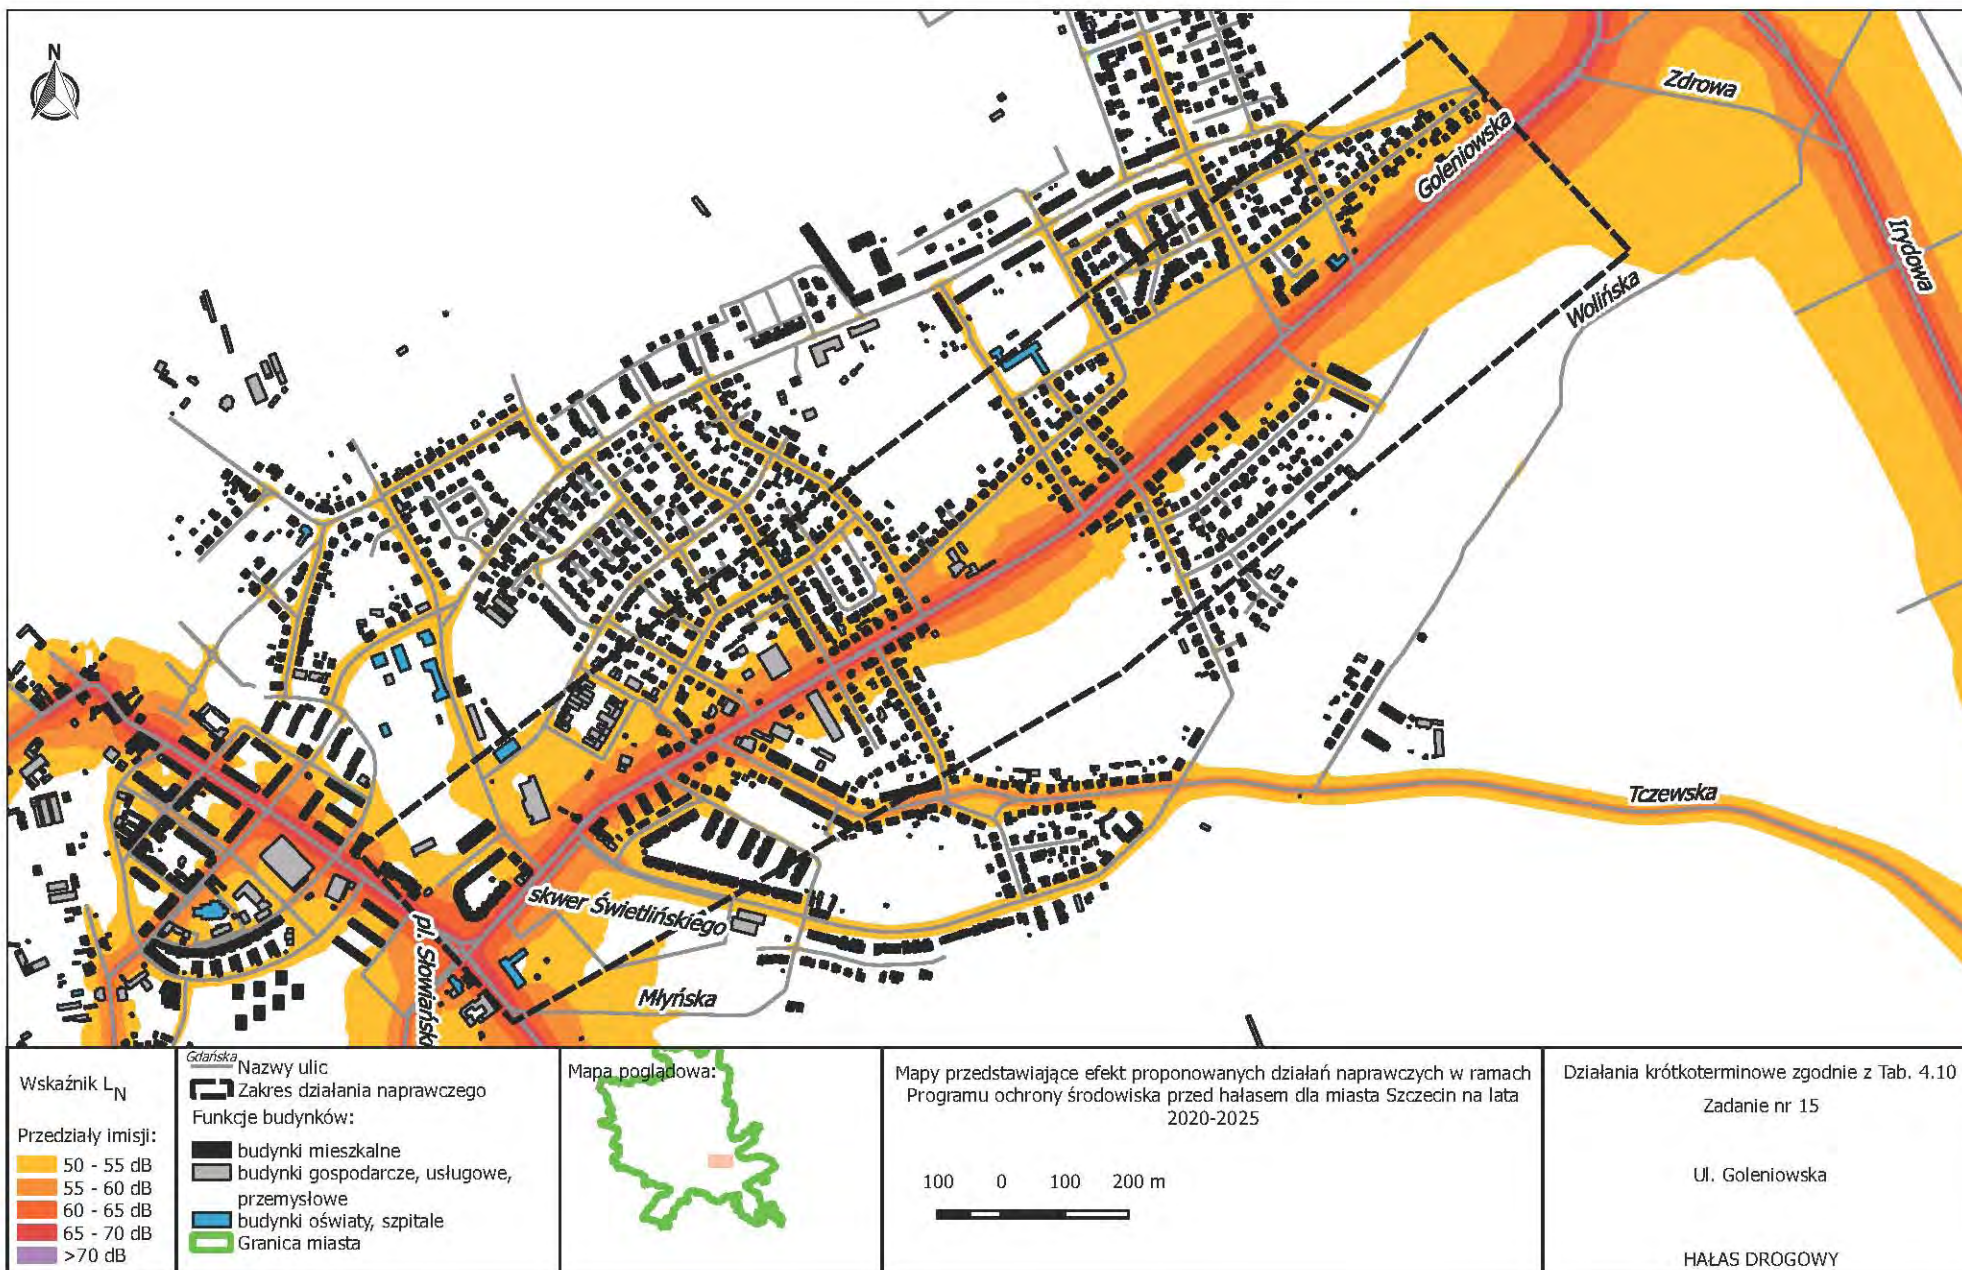 N
Zdrowa
Goleniowska
Irydowa
Wolińska
Tczewska
skwer Świetlińskiego
pl. Słowiański
Młyńska
Wskaźnik LN
Przedziały imisji:
50 - 55 dB
55 - 60 dB
60 - 65 dB
65 - 70 dB
>70 dB
Gdańska
Nazwy ulic
Zakres działania naprawczego
Funkcje budynków:
budynki mieszkalne
budynki gospodarcze, usługowe,
przemysłowe
budynki oświaty, szpitale
Granica miasta
Mapa poglądowa:
Mapy przedstawiające efekt proponowanych działań naprawczych w ramach
Programu ochrony środowiska przed hałasem dla miasta Szczecin na lata
2020-2025
100 0 100 200 m
Działania krótkoterminowe zgodnie z Tab. 4.10
Zadanie nr 15
Ul. Goleniowska
HAŁAS DROGOWY